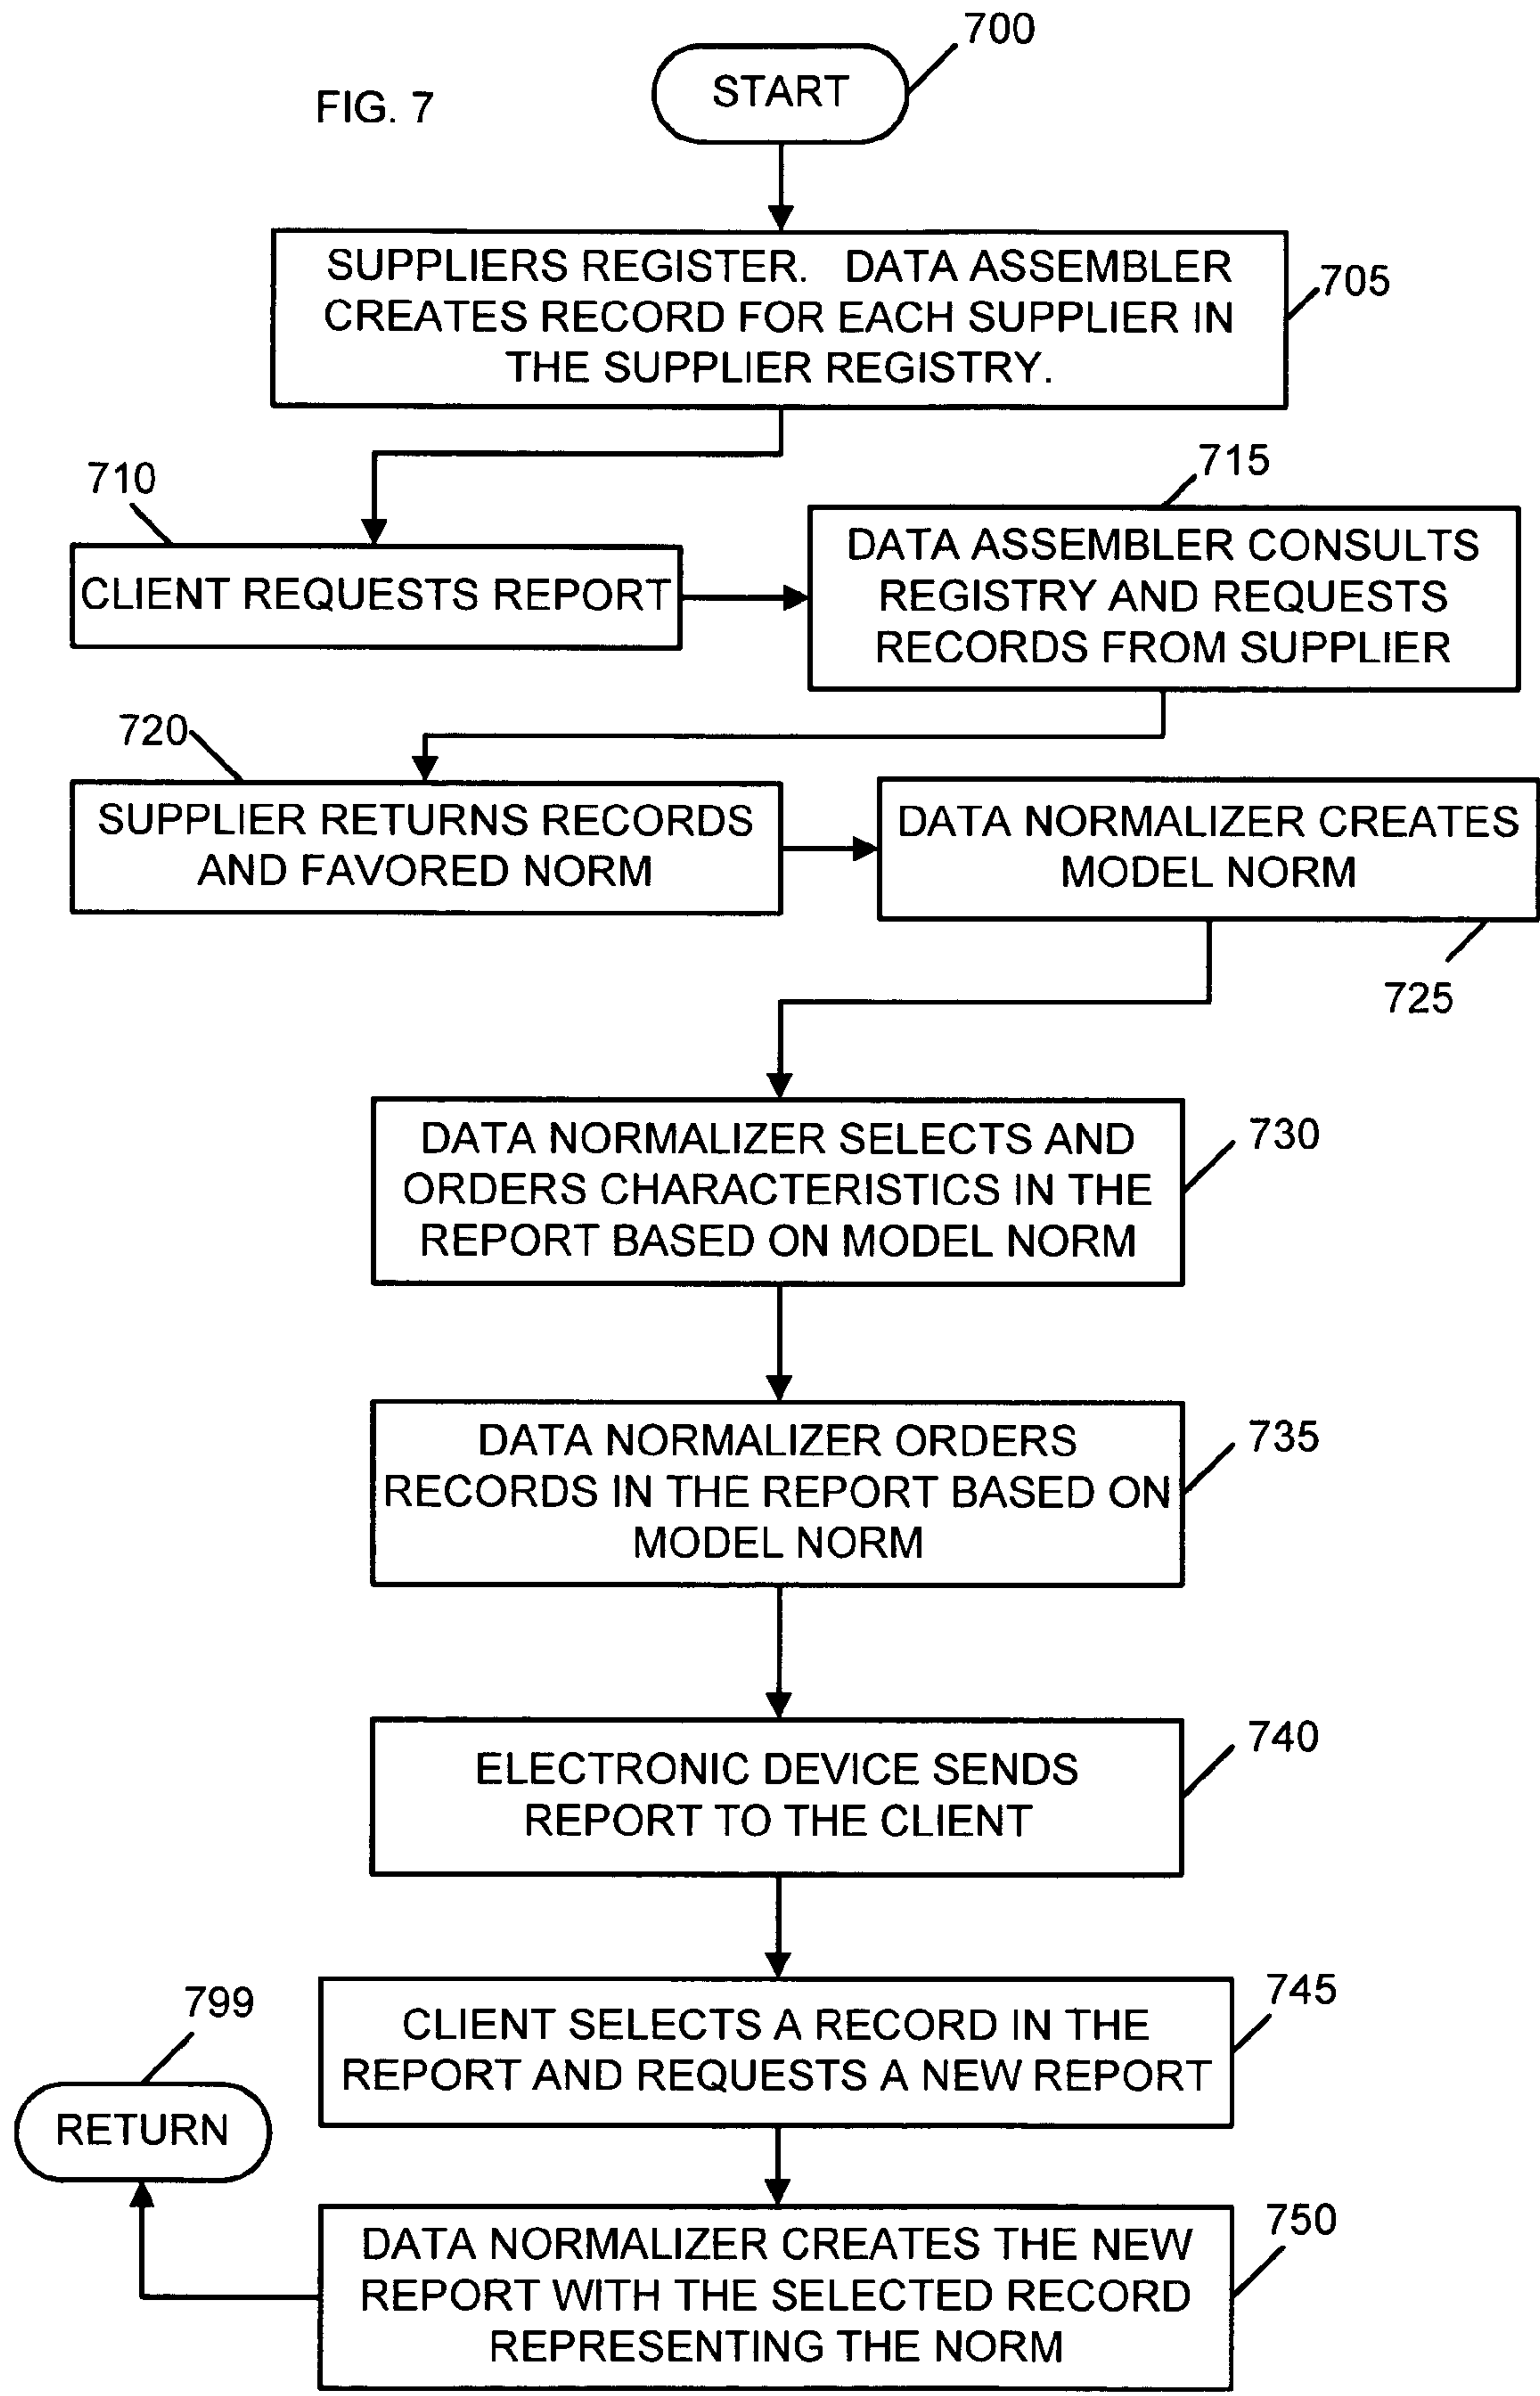 700
START
FIG. 7
SUPPLIERS REGISTER. DATA ASSEMBLER
CREATES RECORD FOR EACH SUPPLIER IN
THE SUPPLIER REGISTRY.
705
710
715
CLIENT REQUESTS REPORT
DATA ASSEMBLER CONSULTS
REGISTRY AND REQUESTS
RECORDS FROM SUPPLIER
720
SUPPLIER RETURNS RECORDS
AND FAVORED NORM
DATA NORMALIZER CREATES
MODEL NORM
725
DATA NORMALIZER SELECTS AND
ORDERS CHARACTERISTICS IN THE
REPORT BASED ON MODEL NORM
730
DATA NORMALIZER ORDERS
RECORDS IN THE REPORT BASED ON
MODEL NORM
735
ELECTRONIC DEVICE SENDS
REPORT TO THE CLIENT
740
CLIENT SELECTS A RECORD IN THE
REPORT AND REQUESTS A NEW REPORT
745
799
RETURN
DATA NORMALIZER CREATES THE NEW
REPORT WITH THE SELECTED RECORD
REPRESENTING THE NORM
750